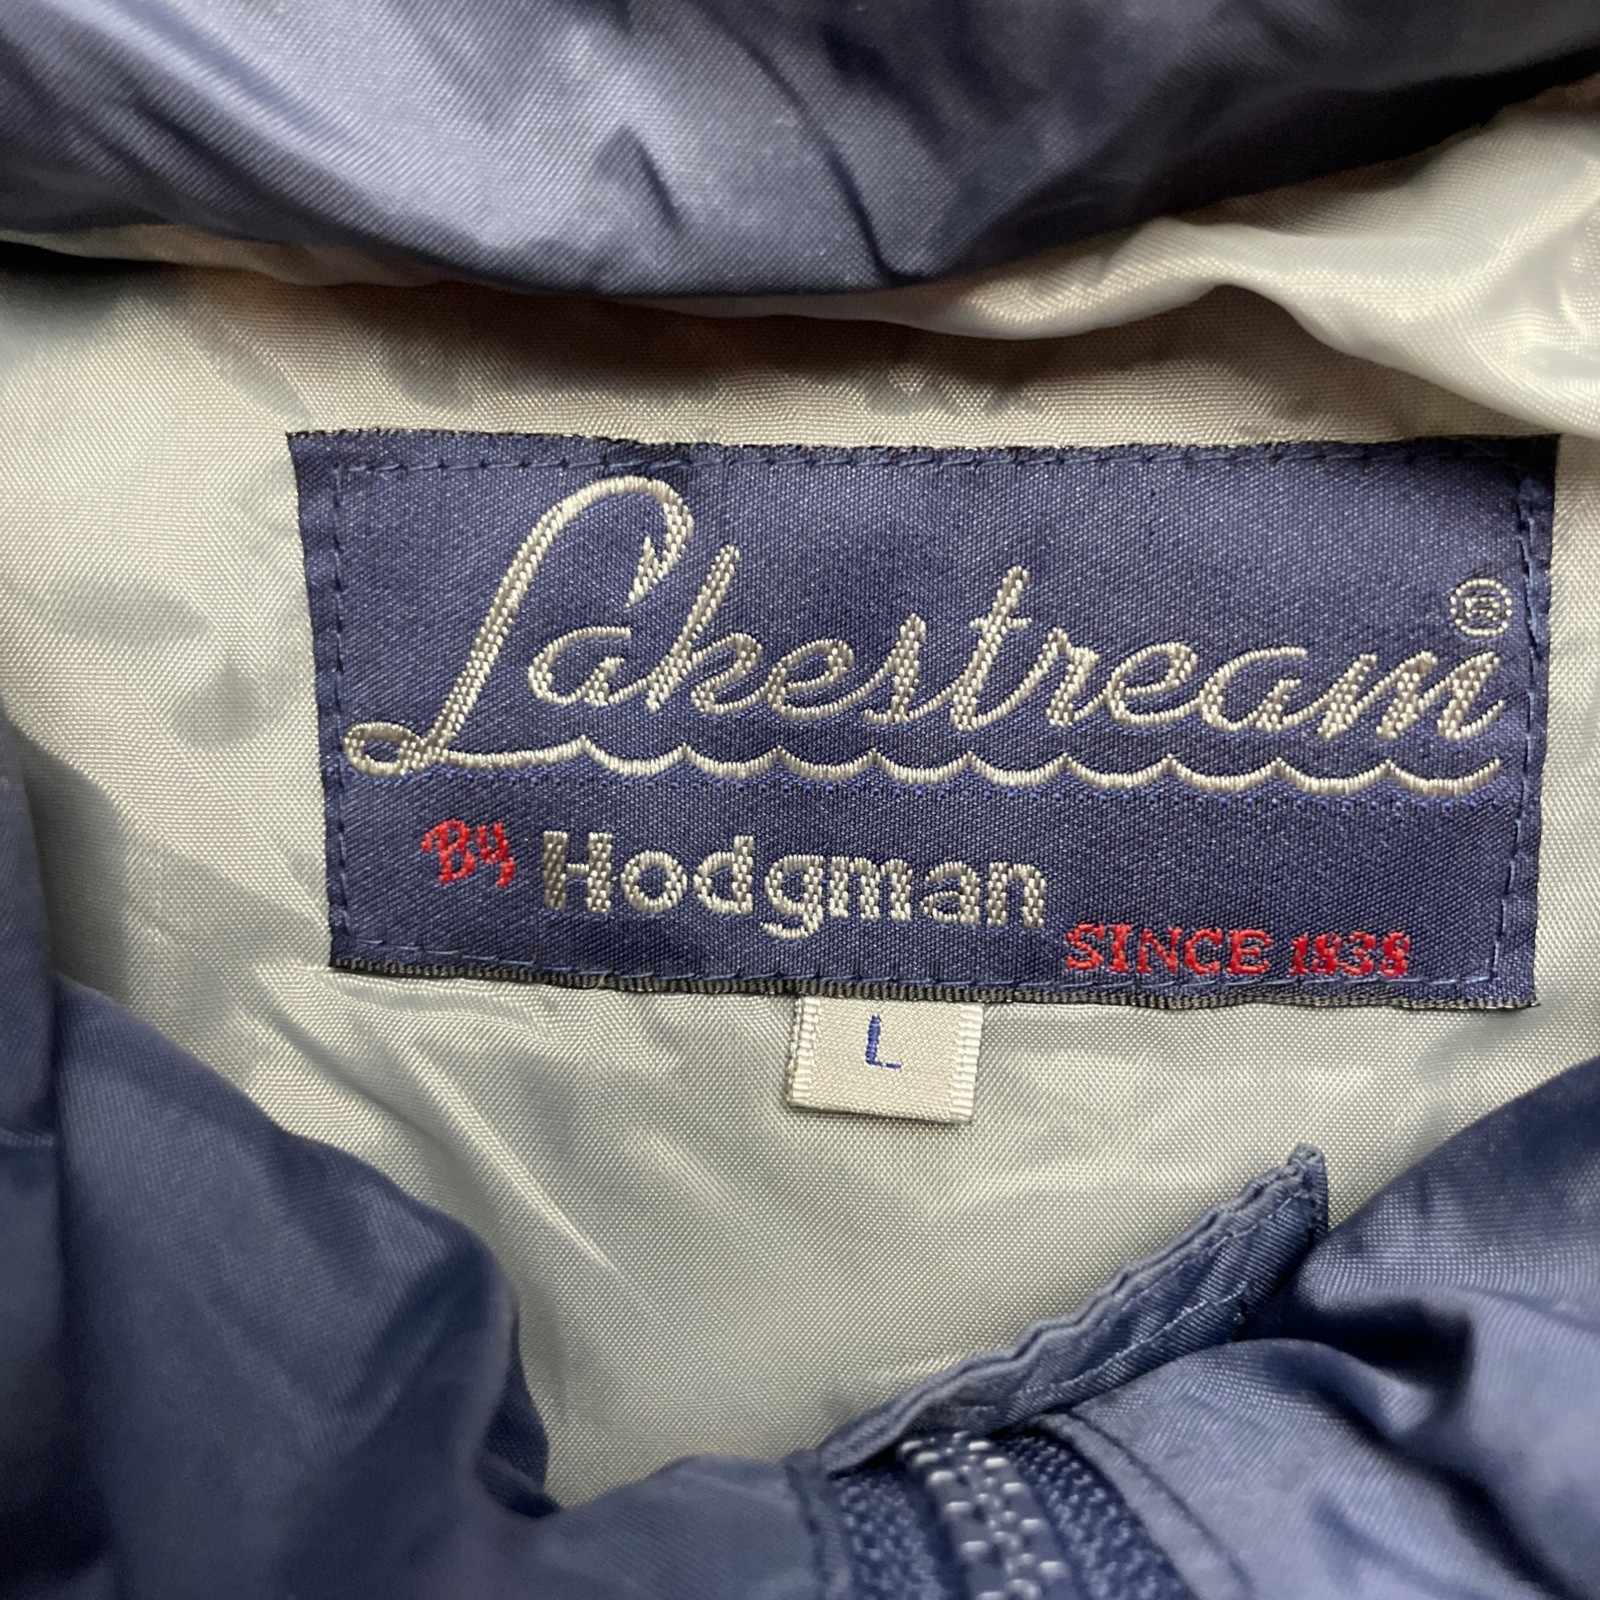 Lakestream ®
By Hodgman
SINCE 1838
L